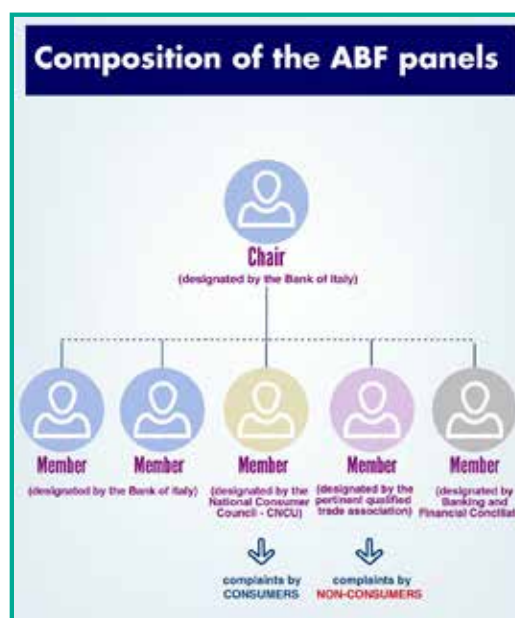 Composition of the ABF panels
Chair
(designated by the Bank of Italy)
Member Member Member Member Member
(designated by the Bank of Italy)
(designated by the
National Consumer
Council - CNCU)
(designated by the
pertinent qualified
trade association)
(designated by
Banking and
Financial Conciliat
complaints by
CONSUMERS
complaints by
NON-CONSUMERS